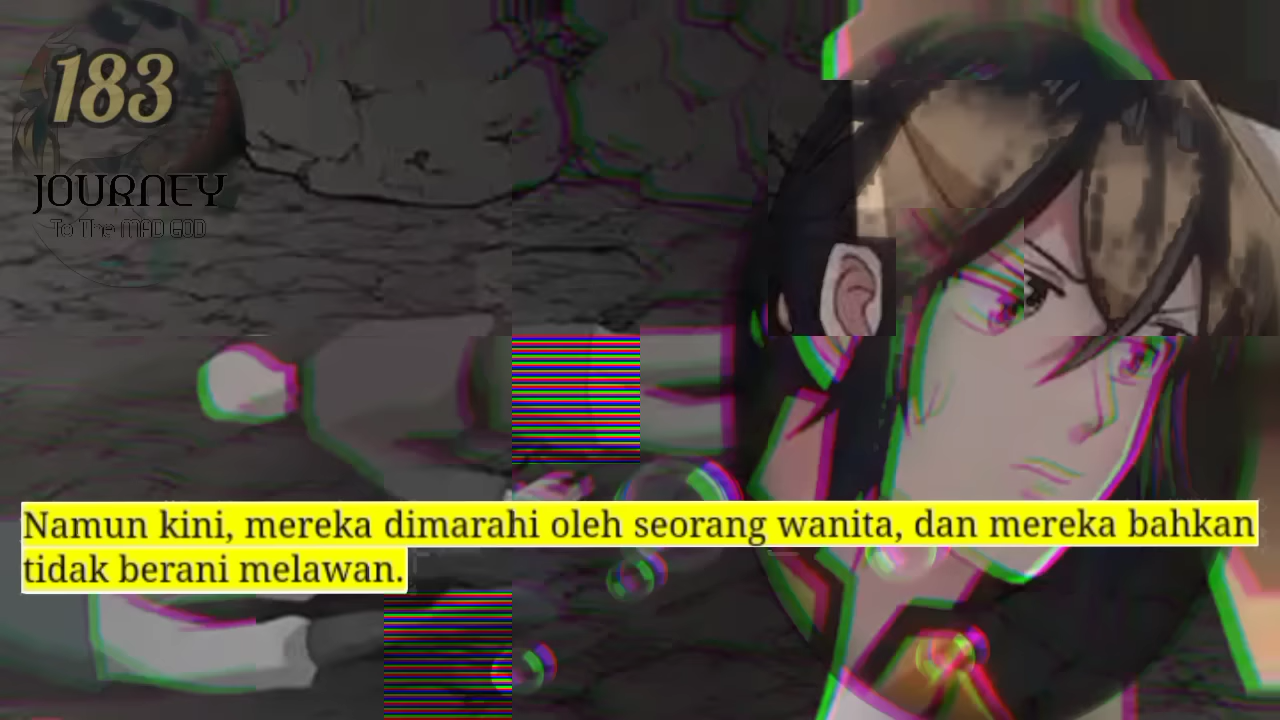 183
JOURNEY
To The MAD GOD
Namun kini, mereka dimarahi oleh seorang wanita, dan mereka bahkan
tidak berani melawan.